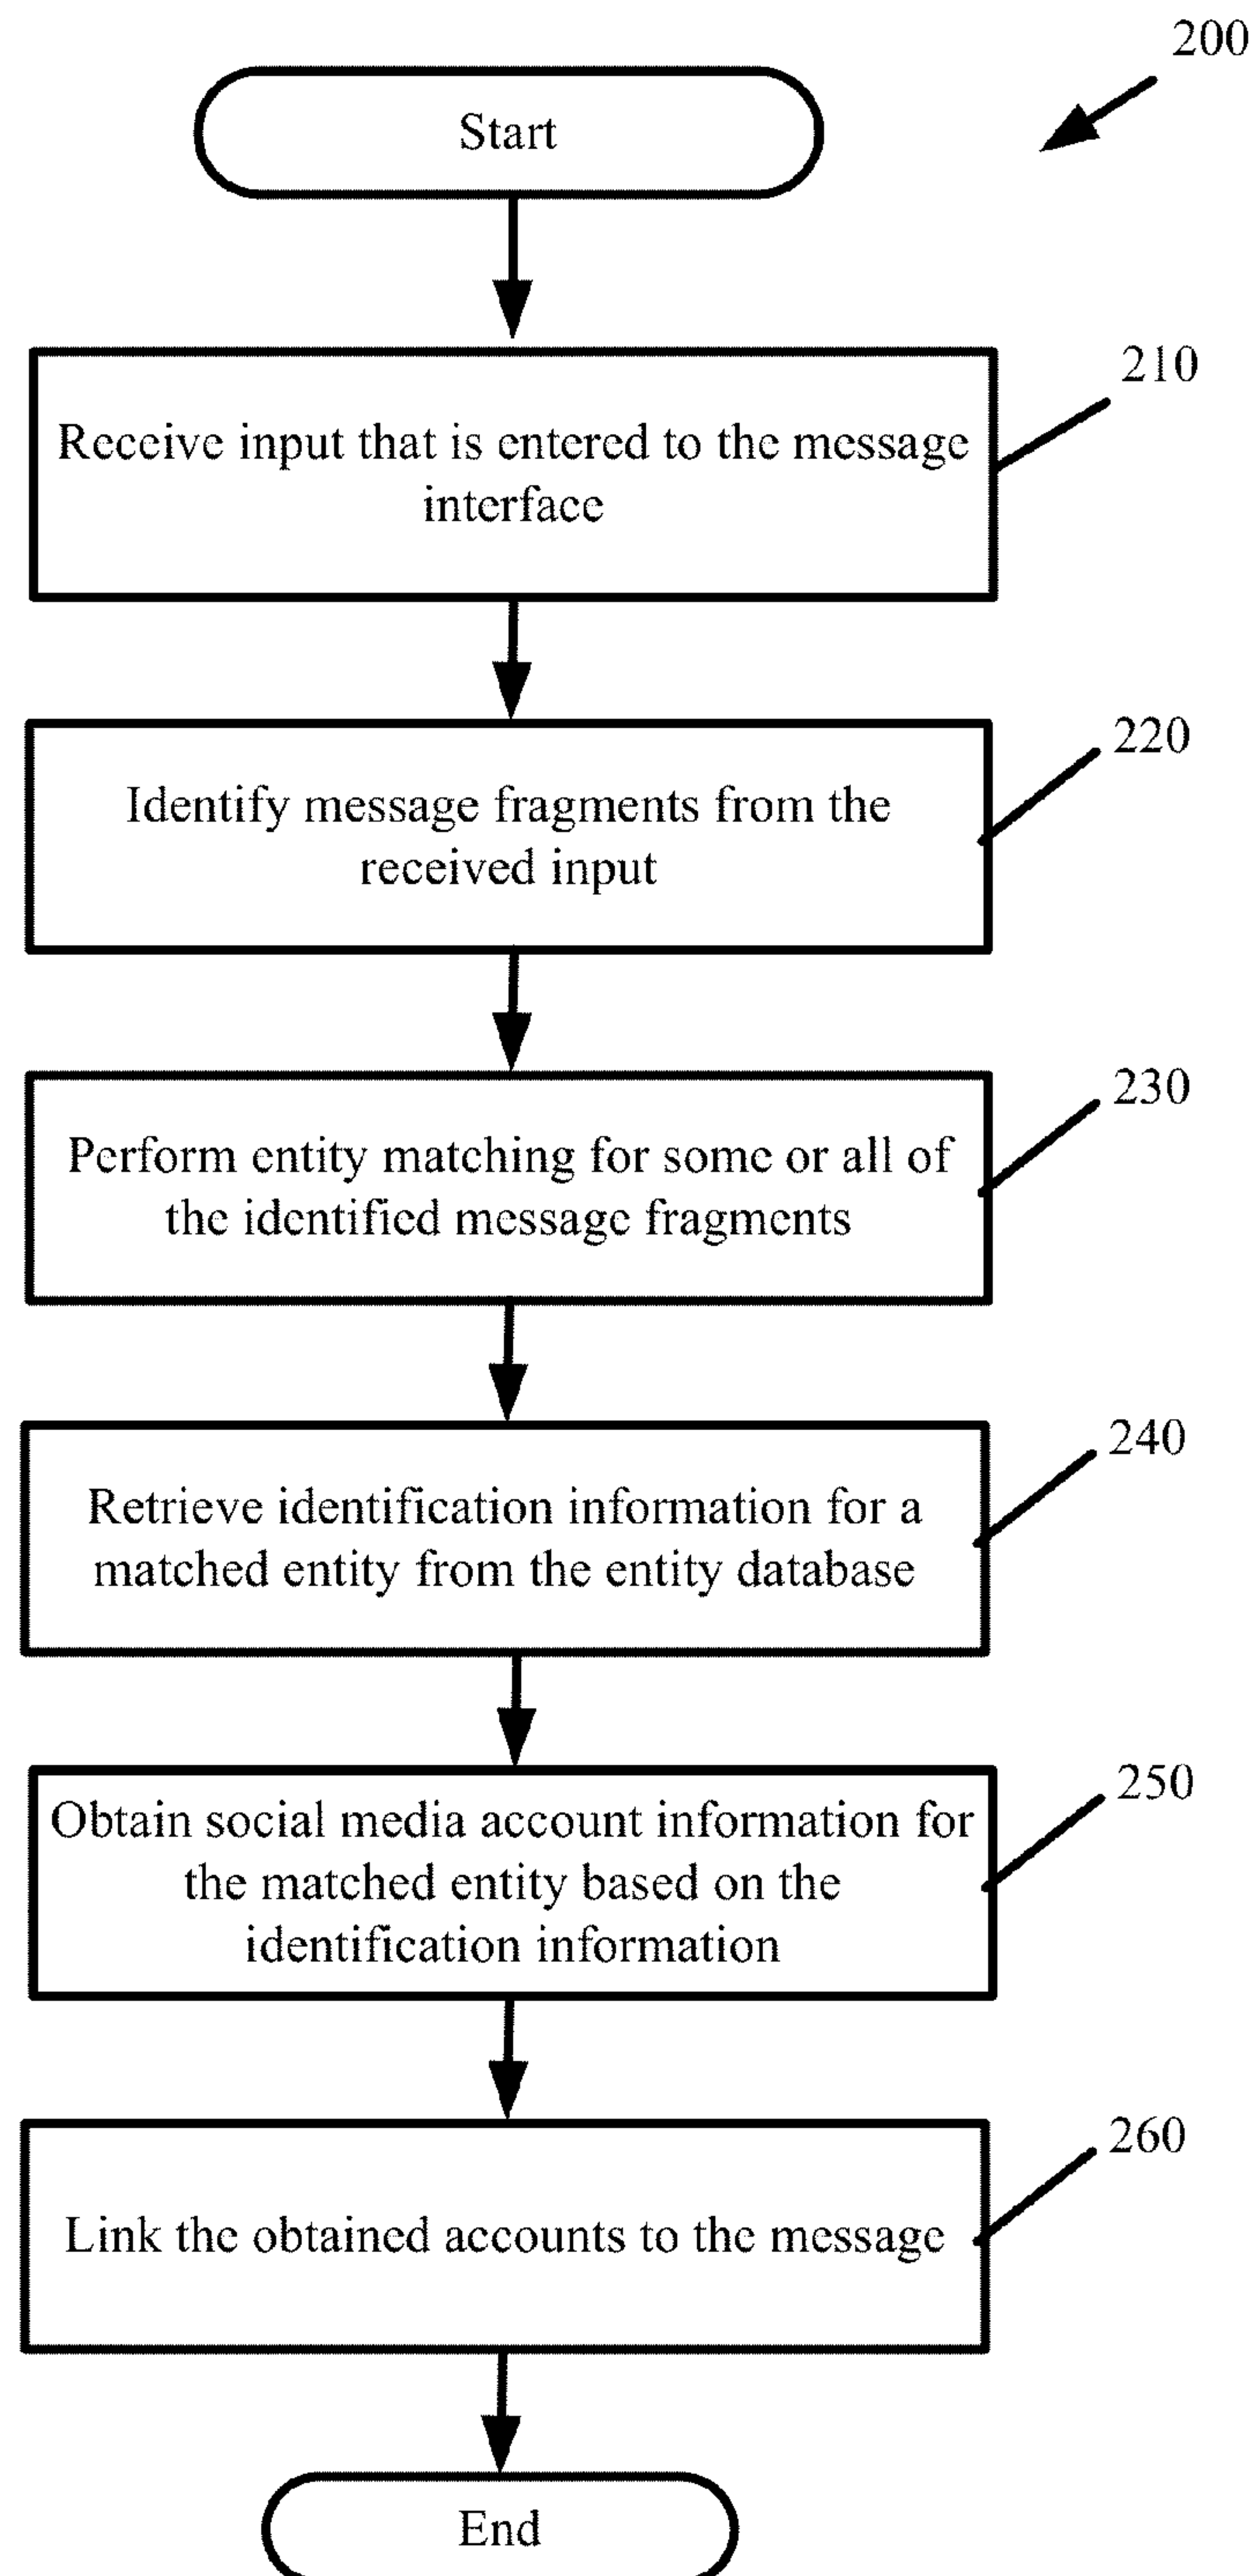 200
Start
210
Receive input that is entered to the message
interface
220
Identify message fragments from the
received input
230
Perform entity matching for some or all of
the identified message fragments
240
Retrieve identification information for a
matched entity from the entity database
250
Obtain social media account information for
the matched entity based on the
identification information
260
Link the obtained accounts to the message
End